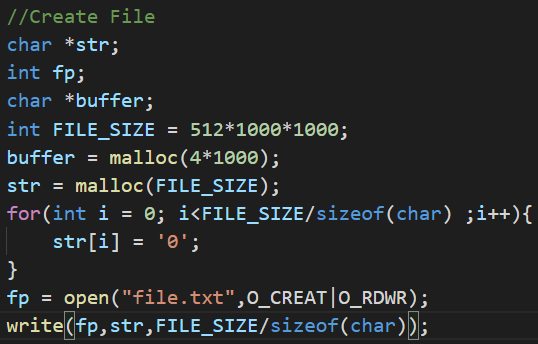 //Create File
char *str;
int fp;
char *buffer;
int FILE_SIZE = 512*1000*1000;
buffer = malloc(4*1000);
str = malloc(FILE_SIZE);
for(int i = 0; i<FILE_SIZE/sizeof(char) ;i++){
    str[i] = '0';
}
fp = open("file.txt",O_CREAT|O_RDWR);
write(fp,str,FILE_SIZE/sizeof(char));